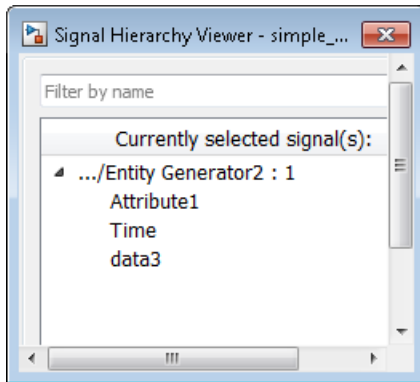 Signal Hierarchy Viewer - simple_...
Filter by name
Currently selected signal(s):
.../Entity Generator2 : 1
Attribute1
Time
data3